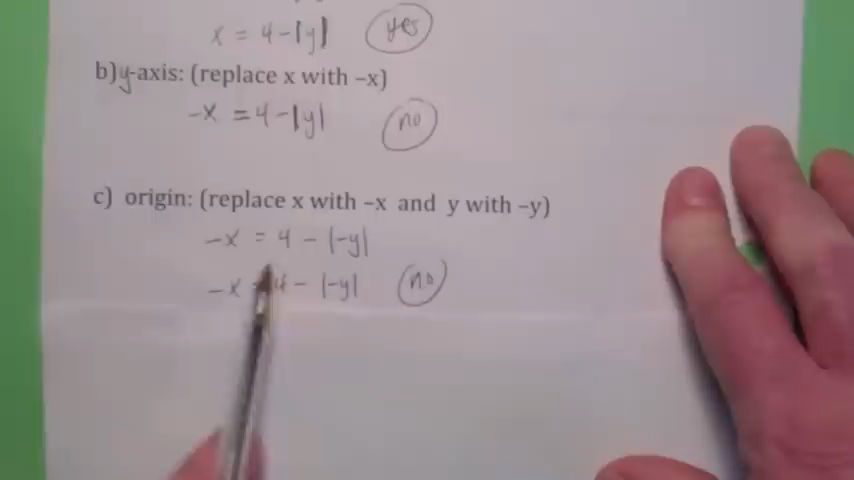 x = 4-|y| yes
b) y-axis: (replace x with –x)
-x = 4-|y| no
c) origin: (replace x with –x and y with –y)
-x = 4 - |-y|
-x = 4 - |-y| no